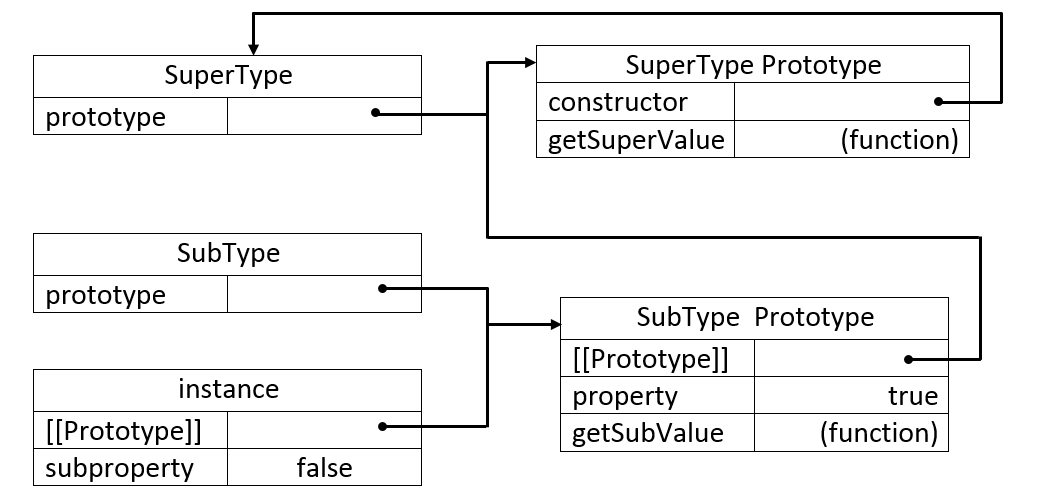 SuperType
prototype
SuperType Prototype
constructor
getSuperValue (function)
SubType
prototype
SubType Prototype
[[Prototype]]
property true
getSubValue (function)
instance
[[Prototype]]
subproperty false